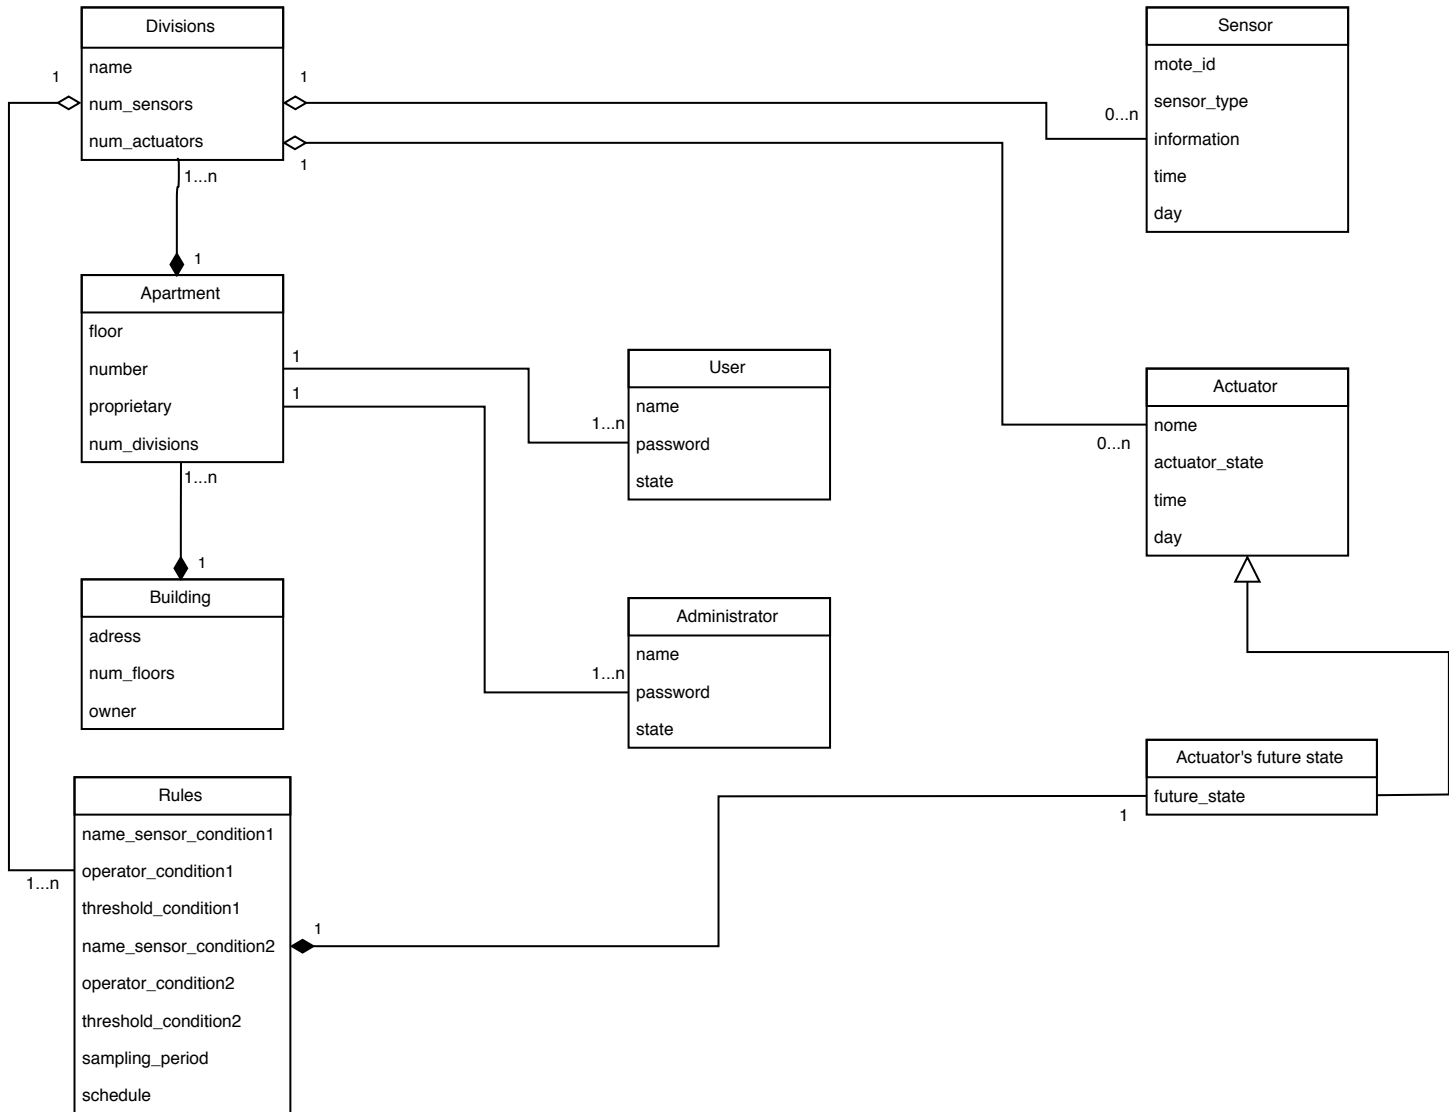 Divisions
name
num_sensors
num_actuators
1
1
1
1...n
Sensor
mote_id
sensor_type
information
time
day
0...n
1
Apartment
floor
number
proprietary
num_divisions
1
1
1...n
User
name
password
state
1...n
Actuator
nome
actuator_state
time
day
0...n
1
Building
adress
num_floors
owner
Administrator
name
password
state
1...n
Actuator's future state
future_state
1
Rules
name_sensor_condition1
operator_condition1
threshold_condition1
name_sensor_condition2
operator_condition2
threshold_condition2
sampling_period
schedule
1...n
1